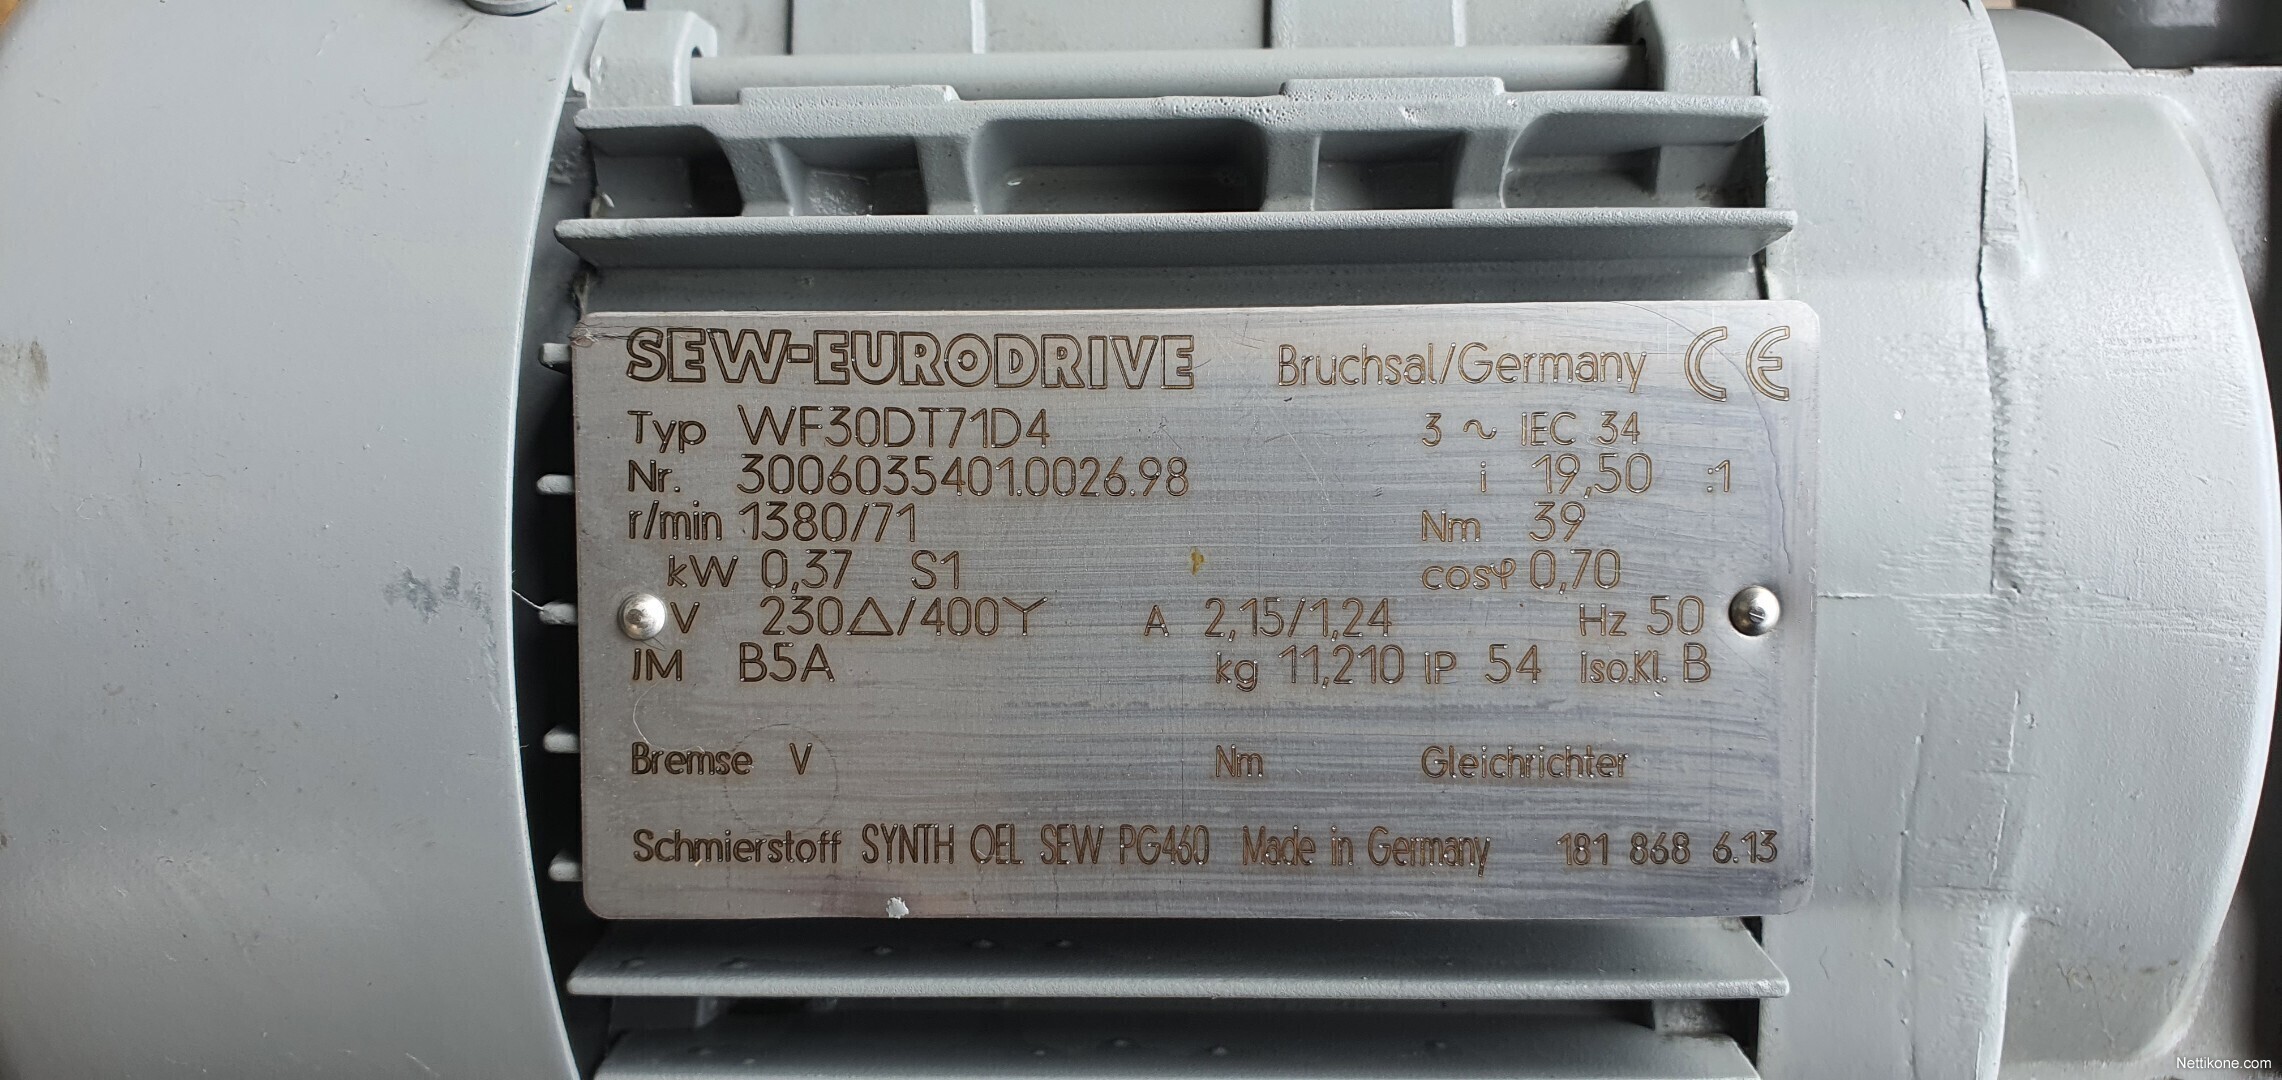 SEW-EURODRIVE Bruchsal/Germany CE
Typ WF30DT71D4 3 ~ IEC 34
Nr. 3006035401.0026.98 i 19,50 :1
r/min 1380/71 Nm 39
kW 0,37 S1 cosφ 0,70
V 230△/400Y A 2,15/1,24 Hz 50
IM B5A kg 11,210 IP 54 Iso.Kl. B
Bremse V Nm Gleichrichter
Schmierstoff SYNTH OEL SEW PG460 Made in Germany 181 868 6.13
Nettikone.com